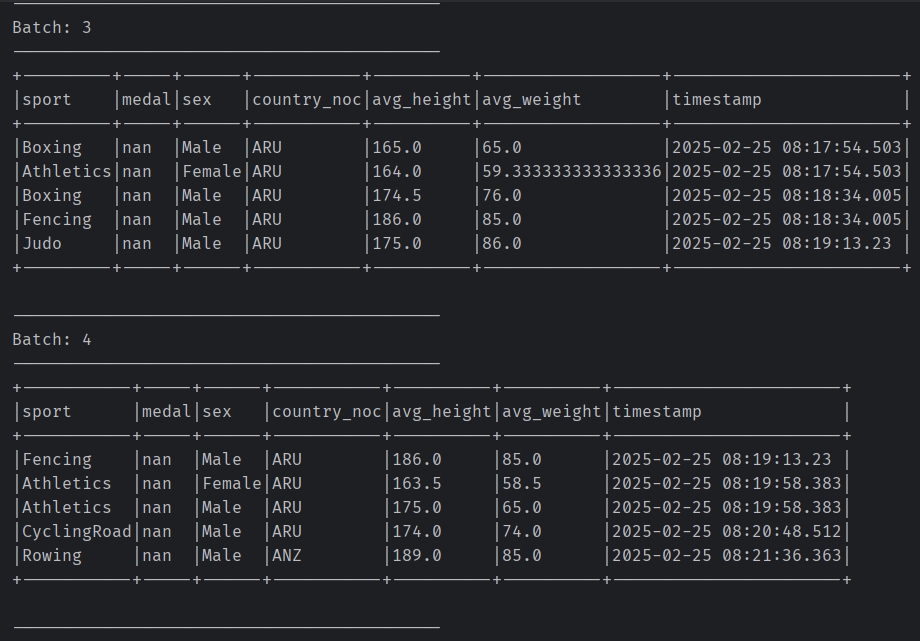 Batch: 3
|sport    |medal|sex   |country_noc|avg_height|avg_weight        |timestamp              |
|Boxing   |nan  |Male  |ARU        |165.0     |65.0              |2025-02-25 08:17:54.503|
|Athletics|nan  |Female|ARU        |164.0     |59.333333333333336|2025-02-25 08:17:54.503|
|Boxing   |nan  |Male  |ARU        |174.5     |76.0              |2025-02-25 08:18:34.005|
|Fencing  |nan  |Male  |ARU        |186.0     |85.0              |2025-02-25 08:18:34.005|
|Judo     |nan  |Male  |ARU        |175.0     |86.0              |2025-02-25 08:19:13.23 |
Batch: 4
|sport      |medal|sex   |country_noc|avg_height|avg_weight|timestamp              |
|Fencing    |nan  |Male  |ARU        |186.0     |85.0      |2025-02-25 08:19:13.23 |
|Athletics  |nan  |Female|ARU        |163.5     |58.5      |2025-02-25 08:19:58.383|
|Athletics  |nan  |Male  |ARU        |175.0     |65.0      |2025-02-25 08:19:58.383|
|CyclingRoad|nan  |Male  |ARU        |174.0     |74.0      |2025-02-25 08:20:48.512|
|Rowing     |nan  |Male  |ANZ        |189.0     |85.0      |2025-02-25 08:21:36.363|